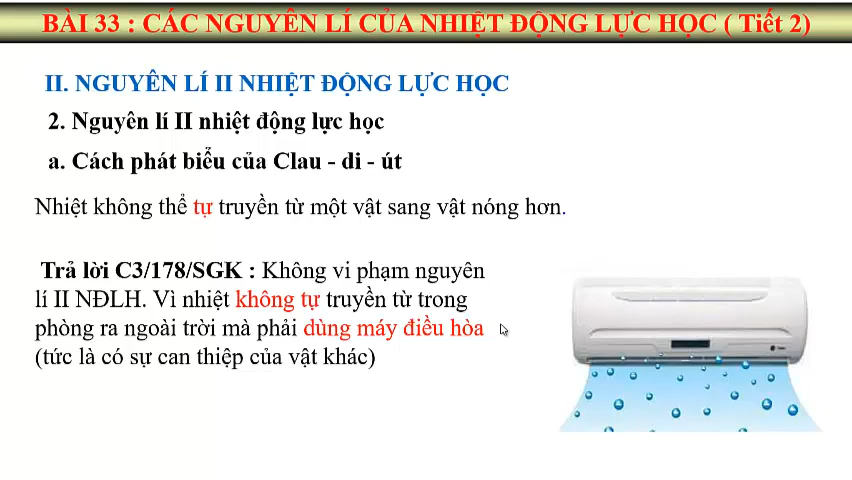 BÀI 33 : CÁC NGUYÊN LÍ CỦA NHIỆT ĐỘNG LỰC HỌC ( Tiết 2)
II. NGUYÊN LÍ II NHIỆT ĐỘNG LỰC HỌC
2. Nguyên lí II nhiệt động lực học
a. Cách phát biểu của Clau - di - út
Nhiệt không thể tự truyền từ một vật sang vật nóng hơn.
Trả lời C3/178/SGK : Không vi phạm nguyên
lí II NĐLH. Vì nhiệt không tự truyền từ trong
phòng ra ngoài trời mà phải dùng máy điều hòa
(tức là có sự can thiệp của vật khác)